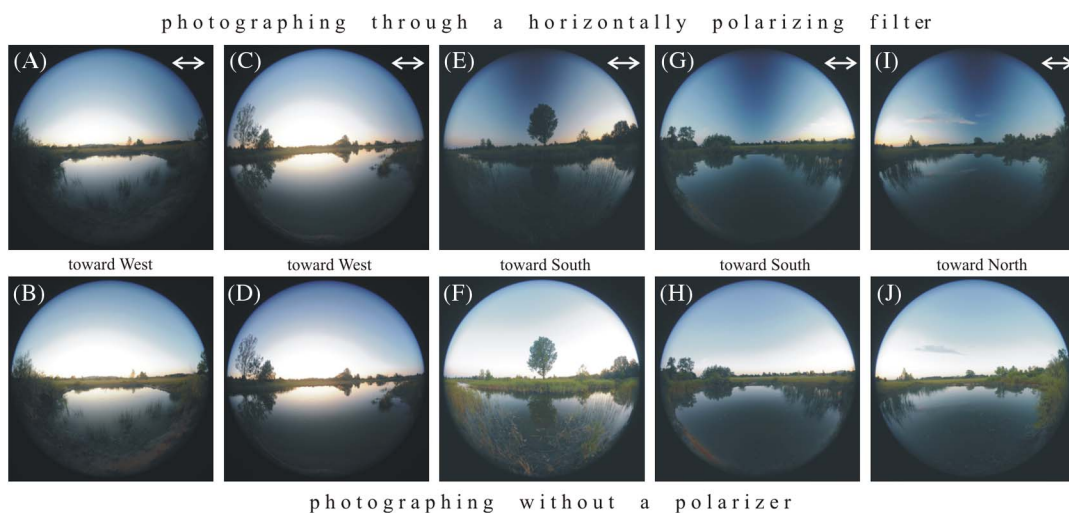 photographing through a horizontally polarizing filter
(A) (C) (E) (G) (I)
toward West toward West toward South toward South toward North
(B) (D) (F) (H) (J)
photographing without a polarizer